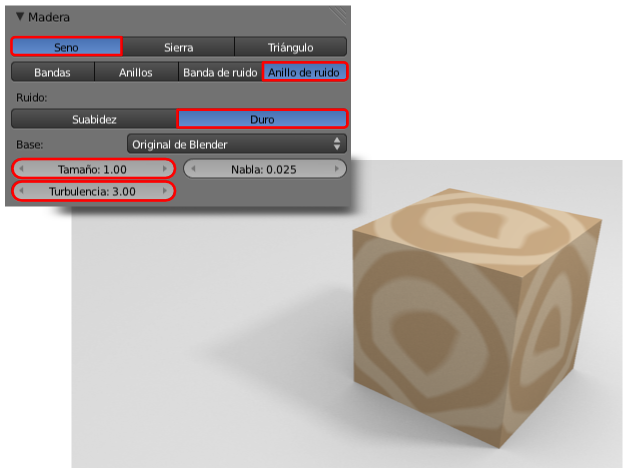 Madera
Seno Sierra Triángulo
Bandas Anillos Banda de ruido Anillo de ruido
Ruido:
Suabidez Duro
Base: Original de Blender
Tamaño: 1.00 Nabla: 0.025
Turbulencia: 3.00